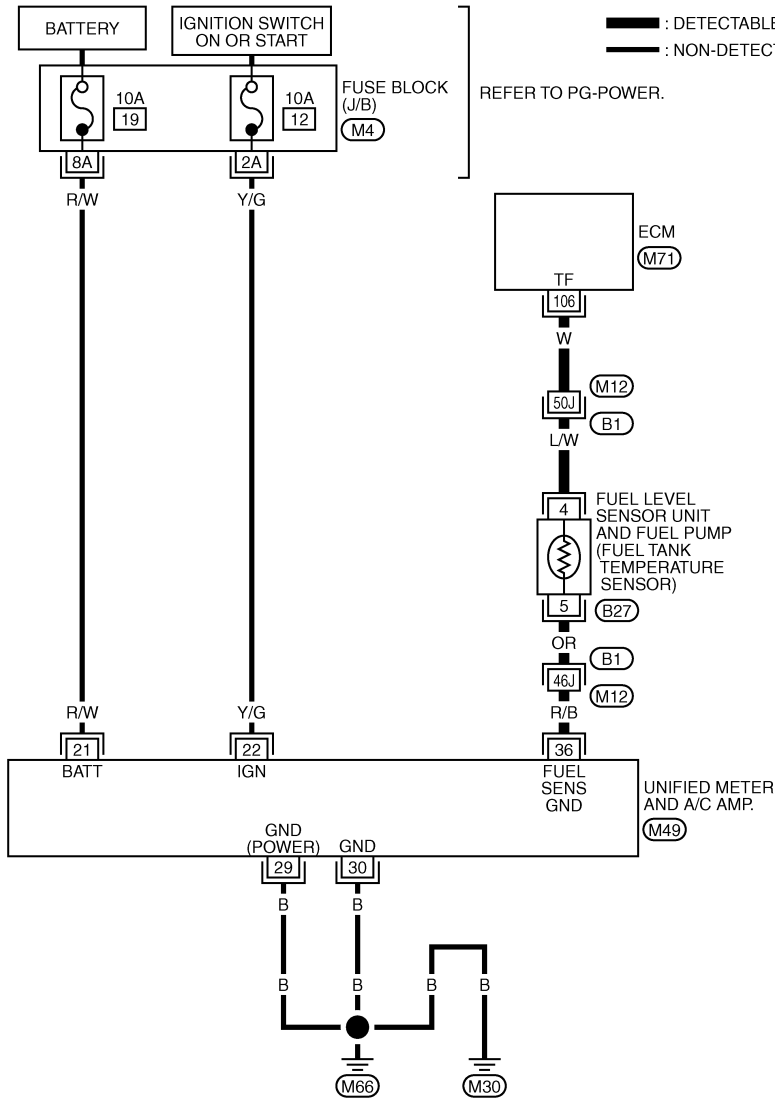 BATTERY
IGNITION SWITCH
ON OR START
: DETECTABLE
: NON-DETECT
10A
19
10A
12
FUSE BLOCK
(J/B)
M4
REFER TO PG-POWER.
8A
2A
R/W
Y/G
ECM
M71
TF
106
W
M12
50J
B1
L/W
4
FUEL LEVEL
SENSOR UNIT
AND FUEL PUMP
(FUEL TANK
TEMPERATURE
SENSOR)
5
B27
OR
B1
46J
M12
R/W
Y/G
R/B
21
22
36
BATT
IGN
FUEL
SENS
GND
UNIFIED METER
AND A/C AMP.
M49
GND
(POWER)
GND
29
30
B
B
B
B
B
B
M66
M30